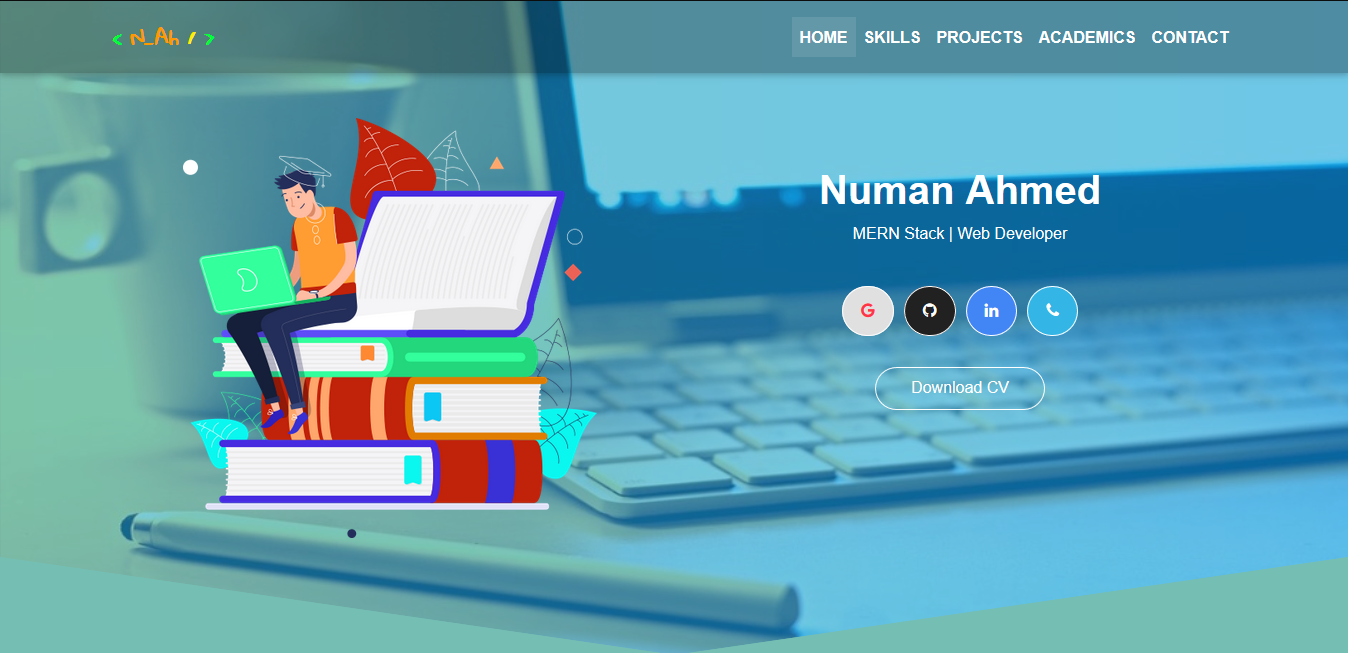 < N_Ah / >
HOME SKILLS PROJECTS ACADEMICS CONTACT
Numan Ahmed
MERN Stack | Web Developer
G in
Download CV